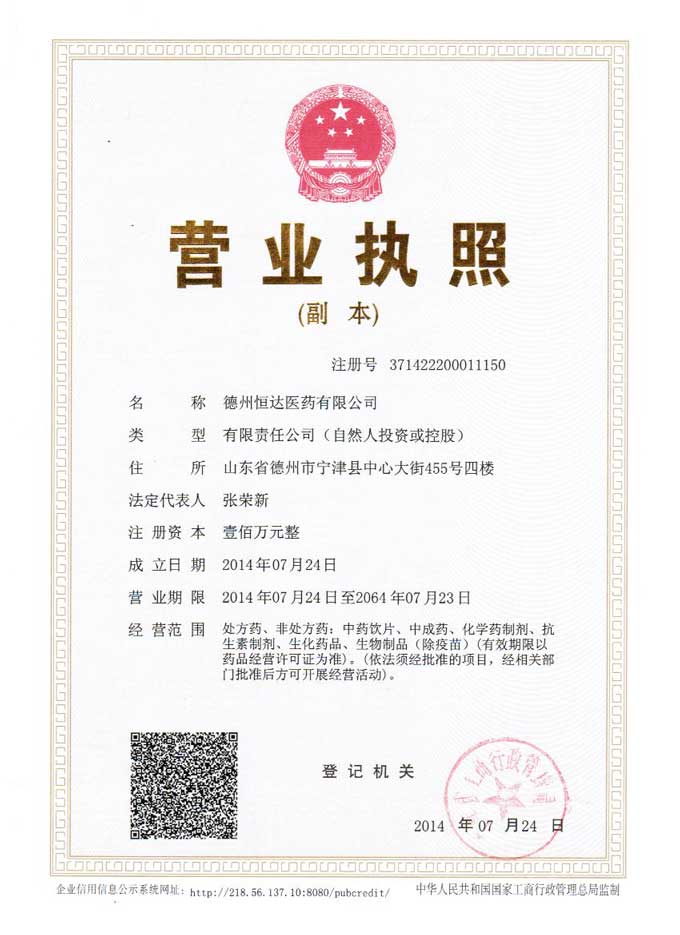 营业执照
(副 本)
注册号 371422200011150
名 称 德州恒达医药有限公司
类 型 有限责任公司（自然人投资或控股）
住 所 山东省德州市宁津县中心大街455号四楼
法定代表人 张荣新
注 册 资 本 壹佰万元整
成 立 日 期 2014年07月24日
营 业 期 限 2014年07月24日至2064年07月23日
经 营 范 围 处方药、非处方药：中药饮片、中成药、化学药制剂、抗
生素制剂、生化药品、生物制品（除疫苗）(有效期限以
药品经营许可证为准)。(依法须经批准的项目，经相关部
门批准后方可开展经营活动)。
登 记 机 关
工商行政管理局
2014 年 07 月 24 日
企业信用信息公示系统网址：http://218.56.137.10:8080/pubcredit/
中华人民共和国国家工商行政管理总局监制